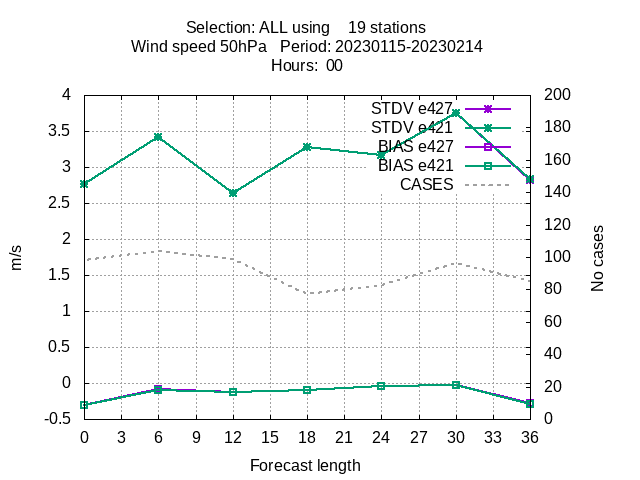 Selection: ALL using 19 stations
Wind speed 50hPa Period: 20230115-20230214
Hours: 00
4
3.5
3
2.5
2
1.5
1
0.5
0
-0.5
m/s
STDV e427
STDV e421
BIAS e427
BIAS e421
CASES
200
180
160
140
120
100
80
60
40
20
0
No cases
0 3 6 9 12 15 18 21 24 27 30 33 36
Forecast length